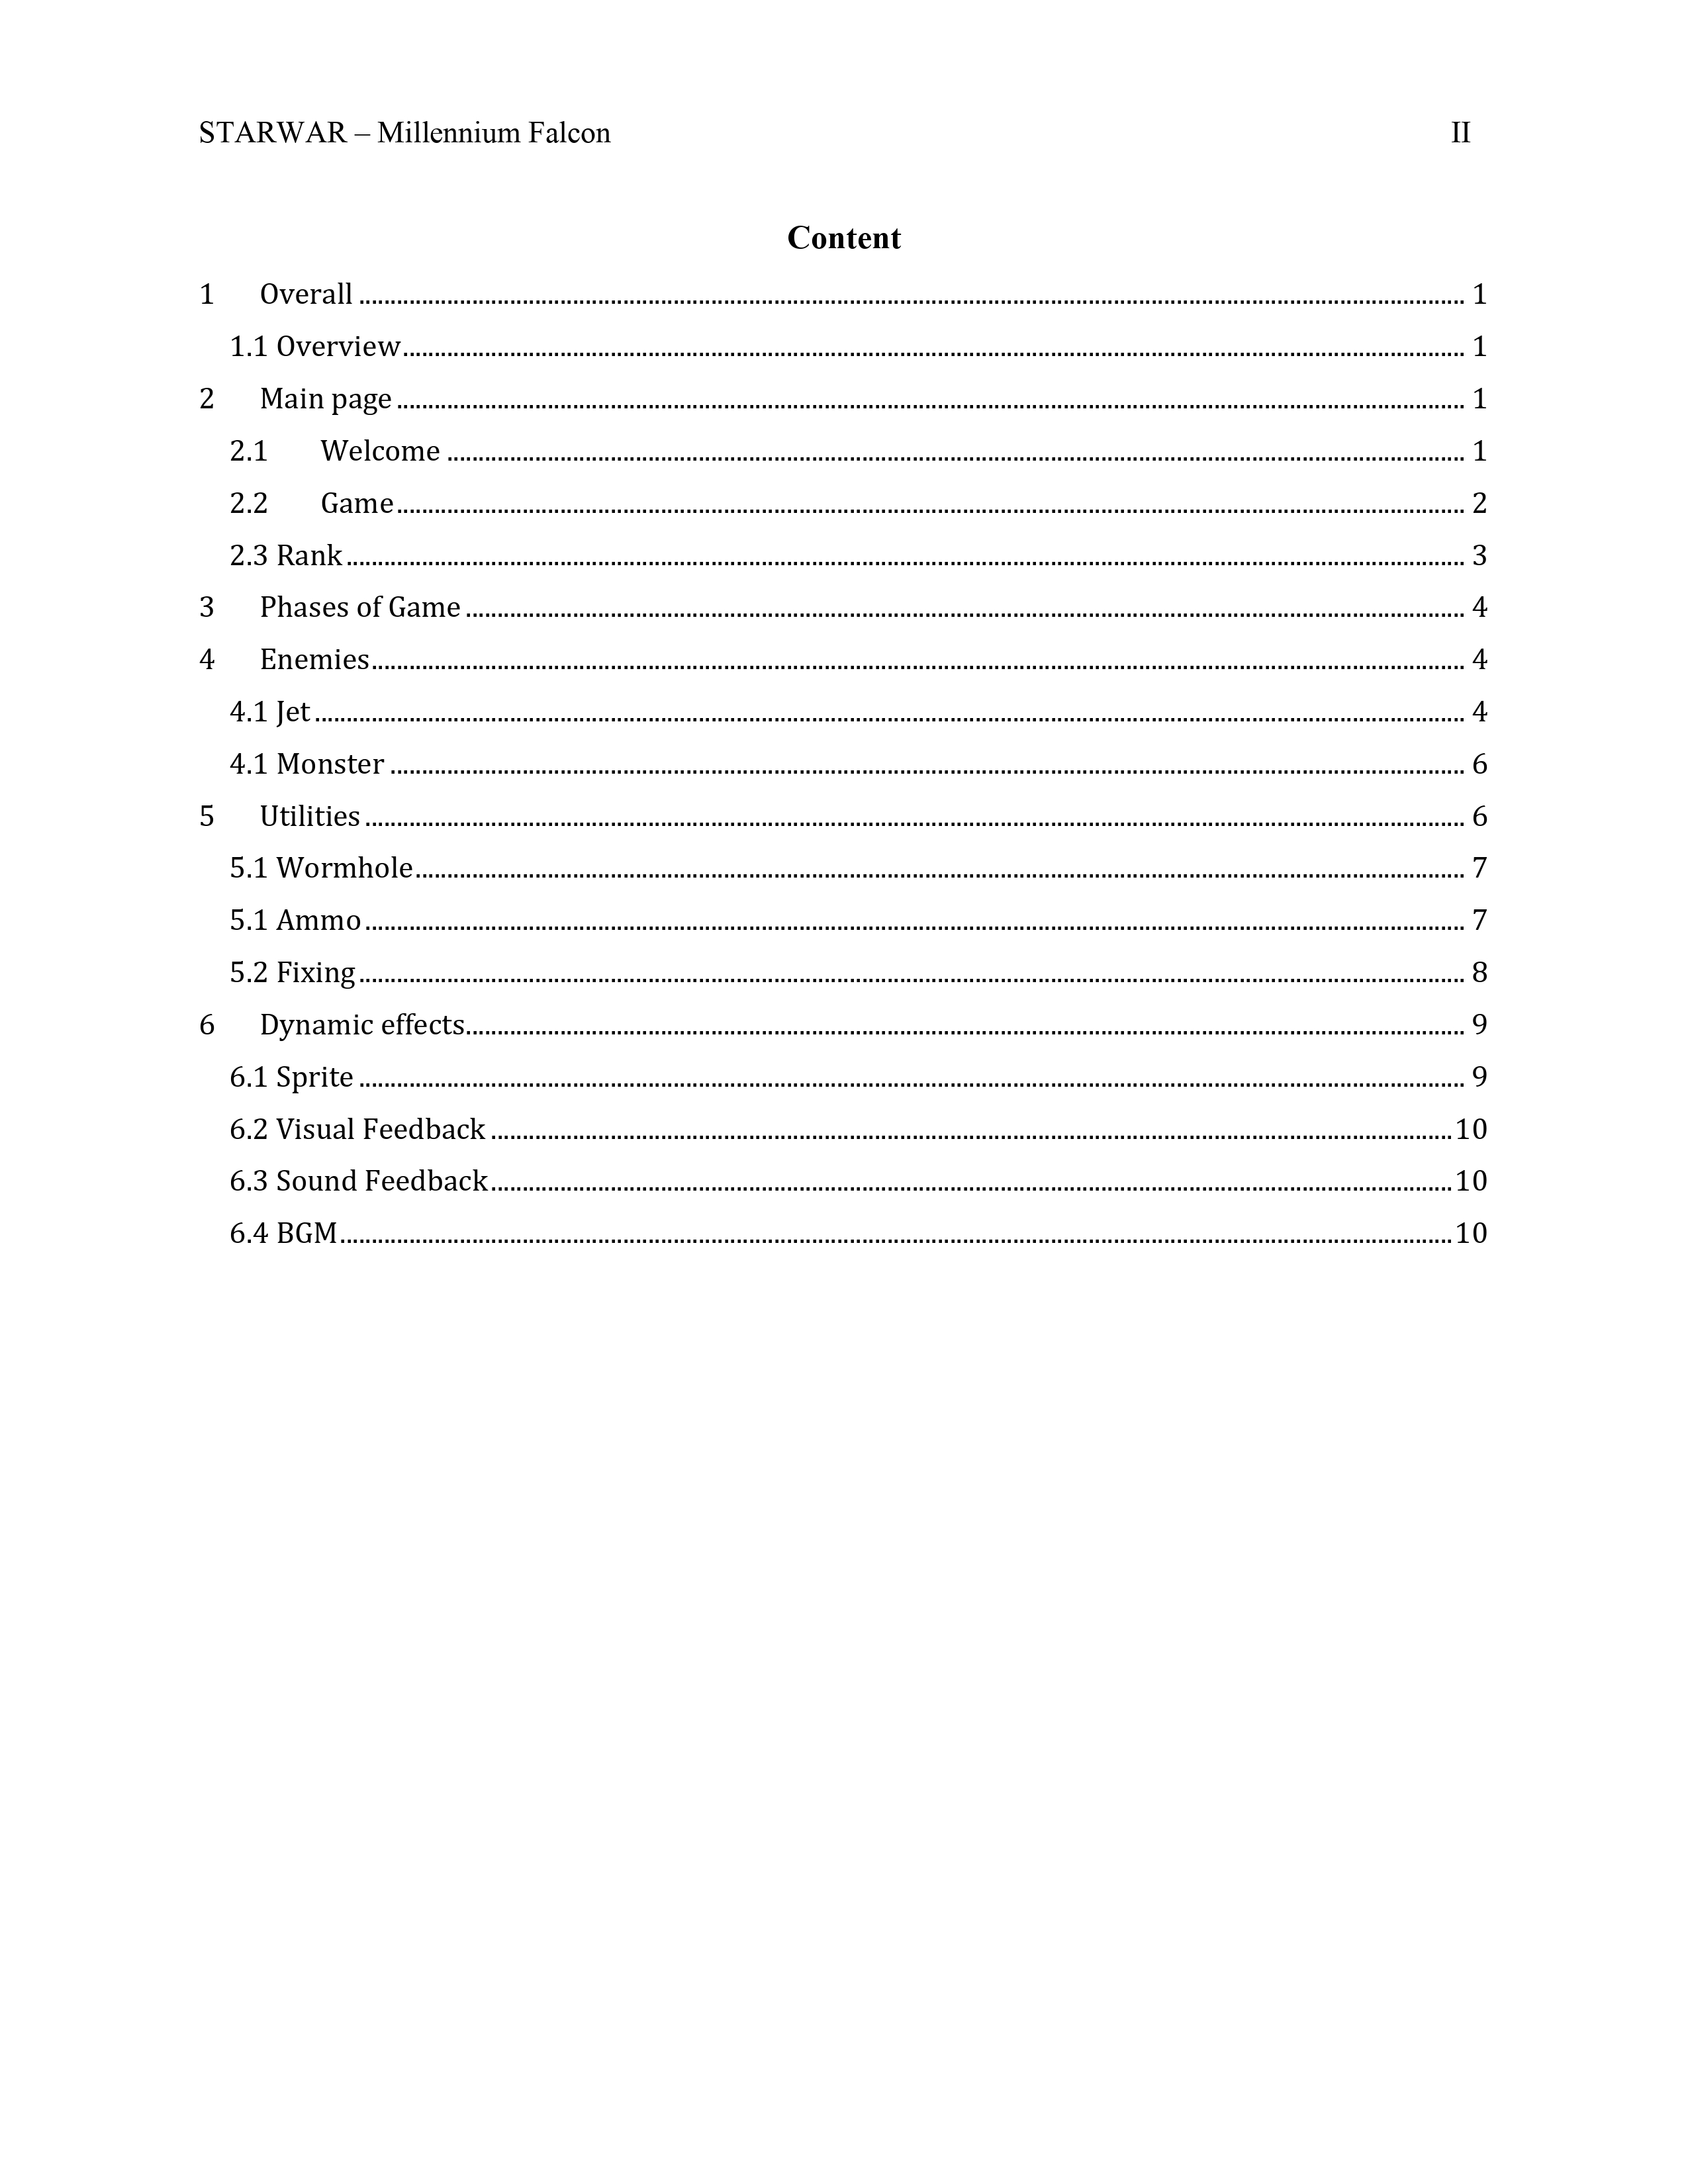 STARWAR – Millennium Falcon II
Content
1 Overall ........ 1
1.1 Overview ........ 1
2 Main page ........ 1
2.1 Welcome ........ 1
2.2 Game ........ 2
2.3 Rank ........ 3
3 Phases of Game ........ 4
4 Enemies ........ 4
4.1 Jet ........ 4
4.1 Monster ........ 6
5 Utilities ........ 6
5.1 Wormhole ........ 7
5.1 Ammo ........ 7
5.2 Fixing ........ 8
6 Dynamic effects ........ 9
6.1 Sprite ........ 9
6.2 Visual Feedback ........ 10
6.3 Sound Feedback ........ 10
6.4 BGM ........ 10